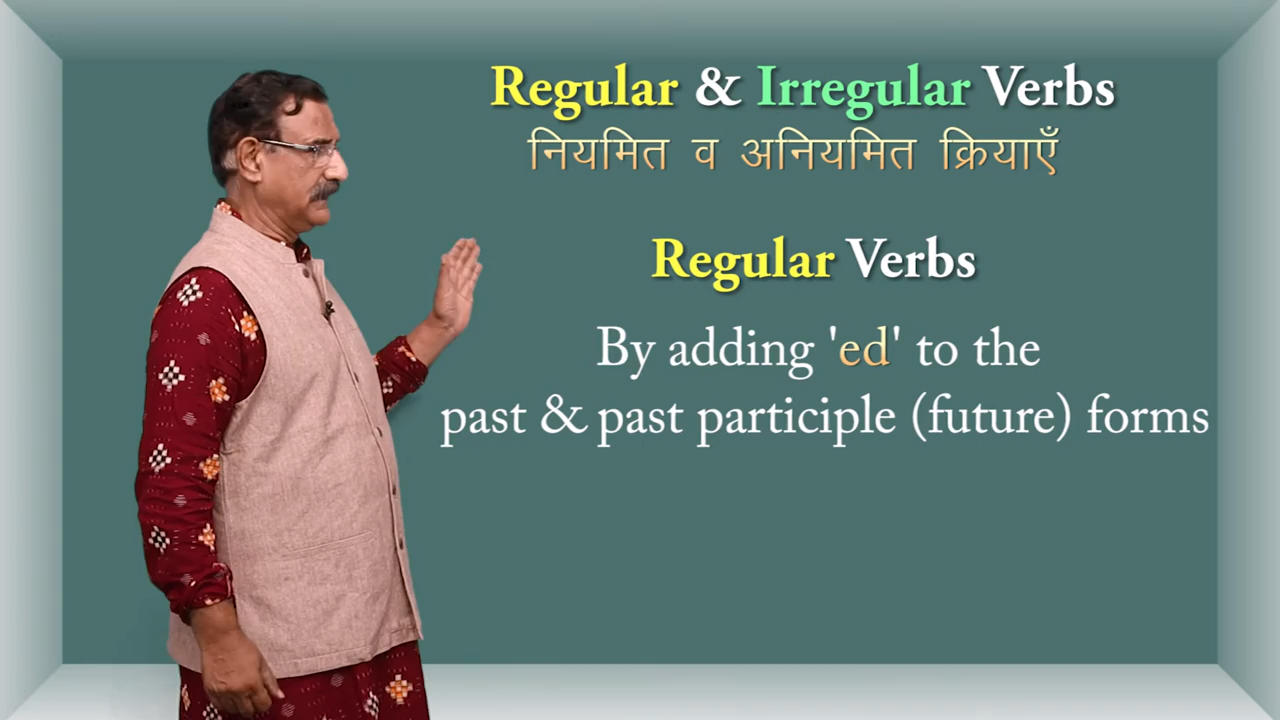 Regular & Irregular Verbs
नियमित व अनियमित क्रियाएँ
Regular Verbs
By adding 'ed' to the
past & past participle (future) forms